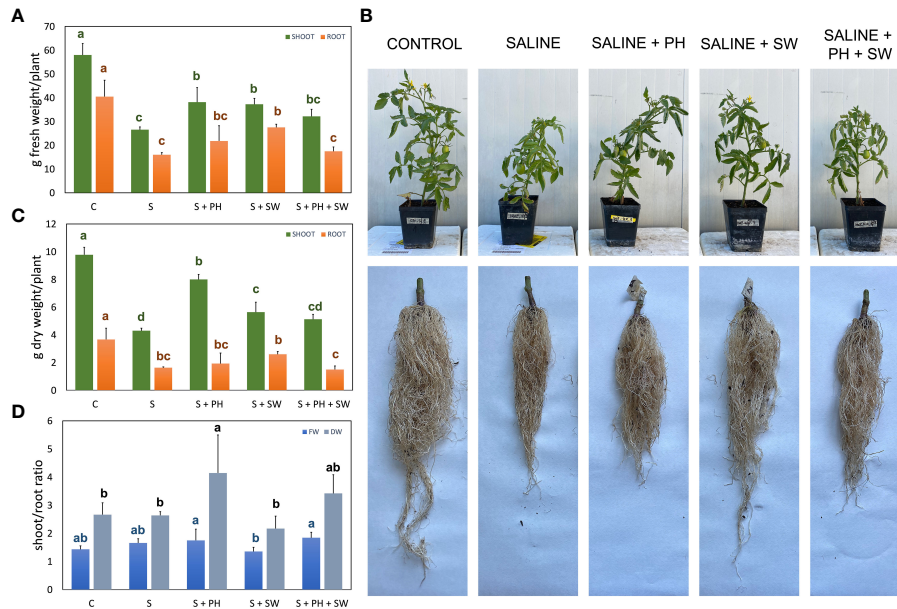 A
70
60
50
40
30
20
10
0
g fresh weight/plant
SHOOT ROOT
a
a
c
c
b
bc
b
b
bc
c
C S S + PH S + SW S + PH + SW
B
CONTROL
SALINE
SALINE + PH
SALINE + SW
SALINE +
PH + SW
C
12
10
8
6
4
2
0
g dry weight/plant
SHOOT ROOT
a
a
d
bc
b
bc
c
b
cd
c
C S S + PH S + SW S + PH + SW
D
6
5
4
3
2
1
0
shoot/root ratio
FW DW
ab
b
ab
b
a
a
b
b
a
ab
C S S + PH S + SW S + PH + SW